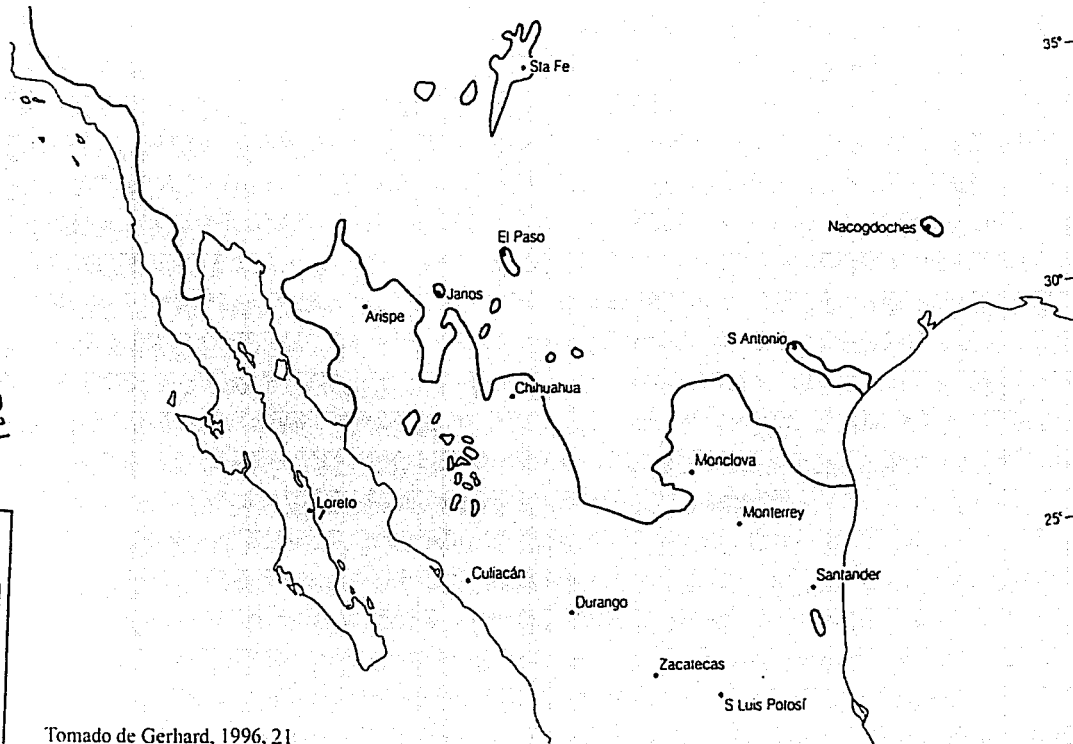 35°
Sta Fe
Nacogdoches
El Paso
30°
Janos
Arispe
S Antonio
Chihuahua
Monclova
Loreto
Monterrey
25°
Culiacán
Santander
Durango
Zacatecas
S Luis Potosí
Tomado de Gerhard, 1996, 21